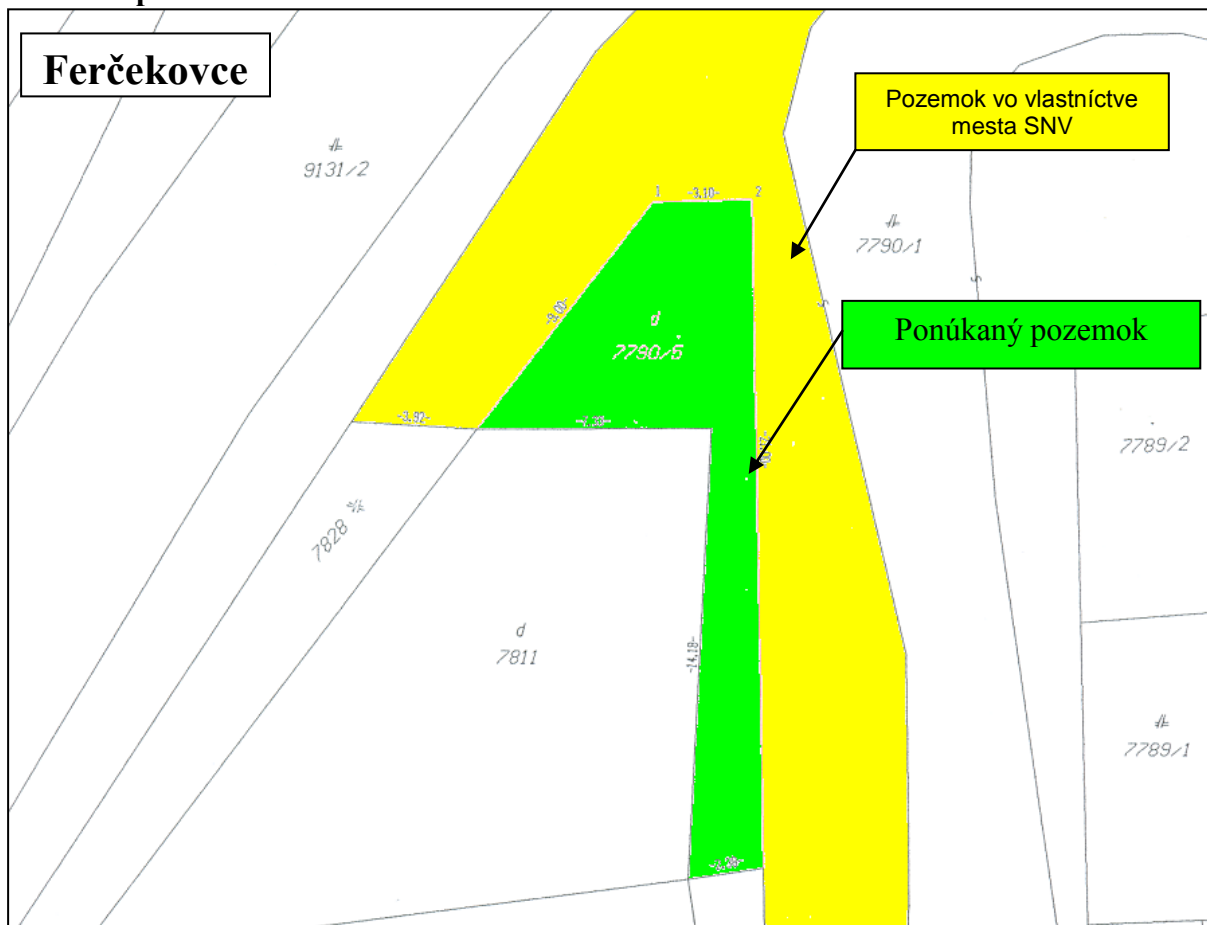 Ferčekovce
Pozemok vo vlastníctve
mesta SNV
9131/2
1 -3.10- 2
7790/1
-9.00-
d
Ponúkaný pozemok
7790/5
-3.92-
7789/2
7828
d
7811
-14.18-
7789/1